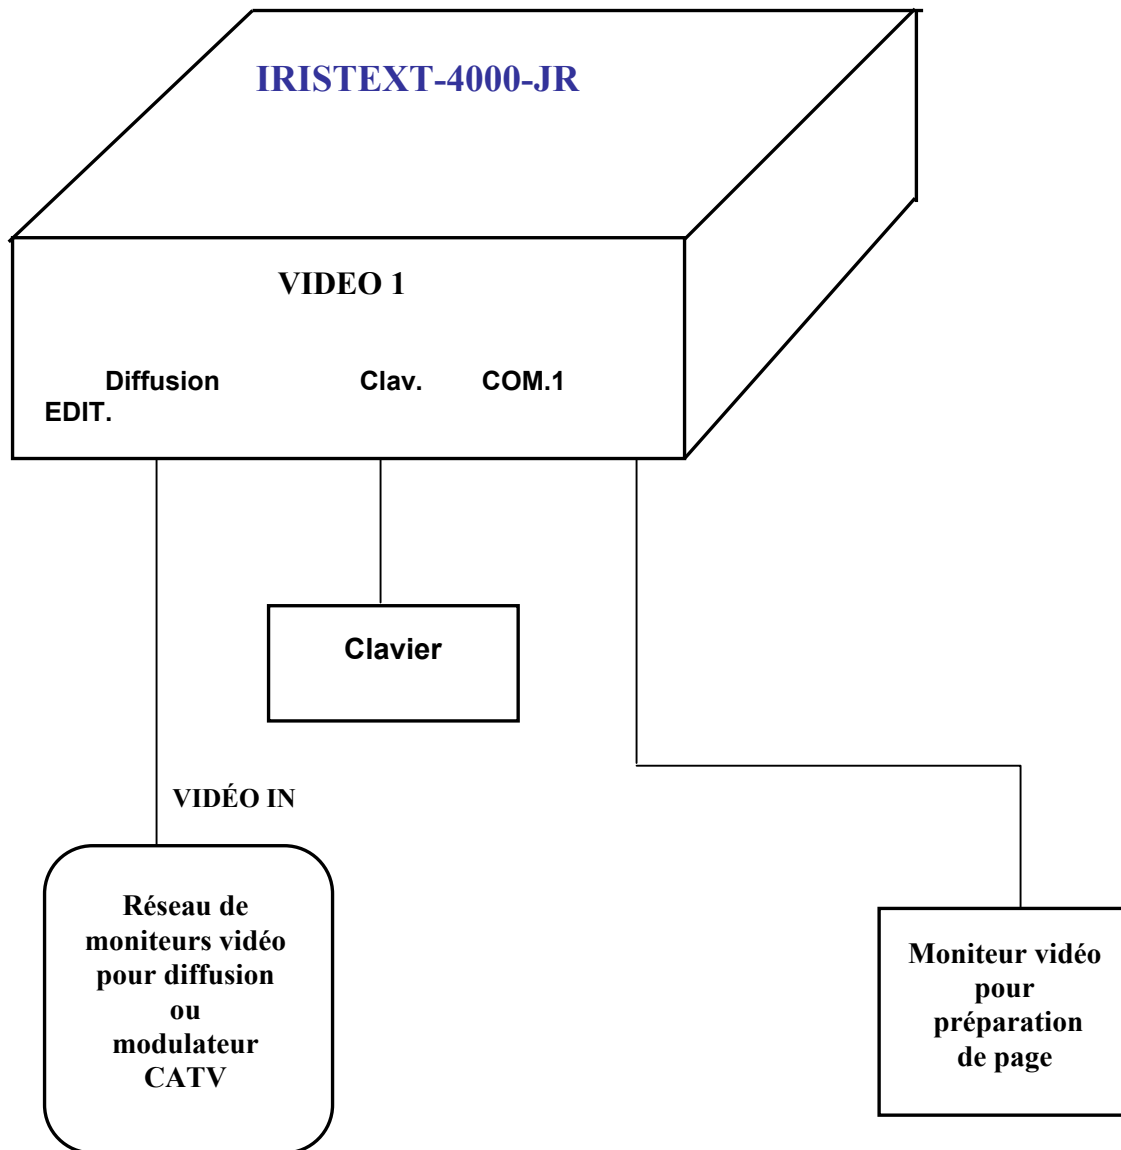 IRISTEXT-4000-JR
VIDEO 1
Diffusion Clav. COM.1
EDIT.
Clavier
VIDÉO IN
Réseau de
moniteurs vidéo
pour diffusion
ou
modulateur
CATV
Moniteur vidéo
pour
préparation
de page